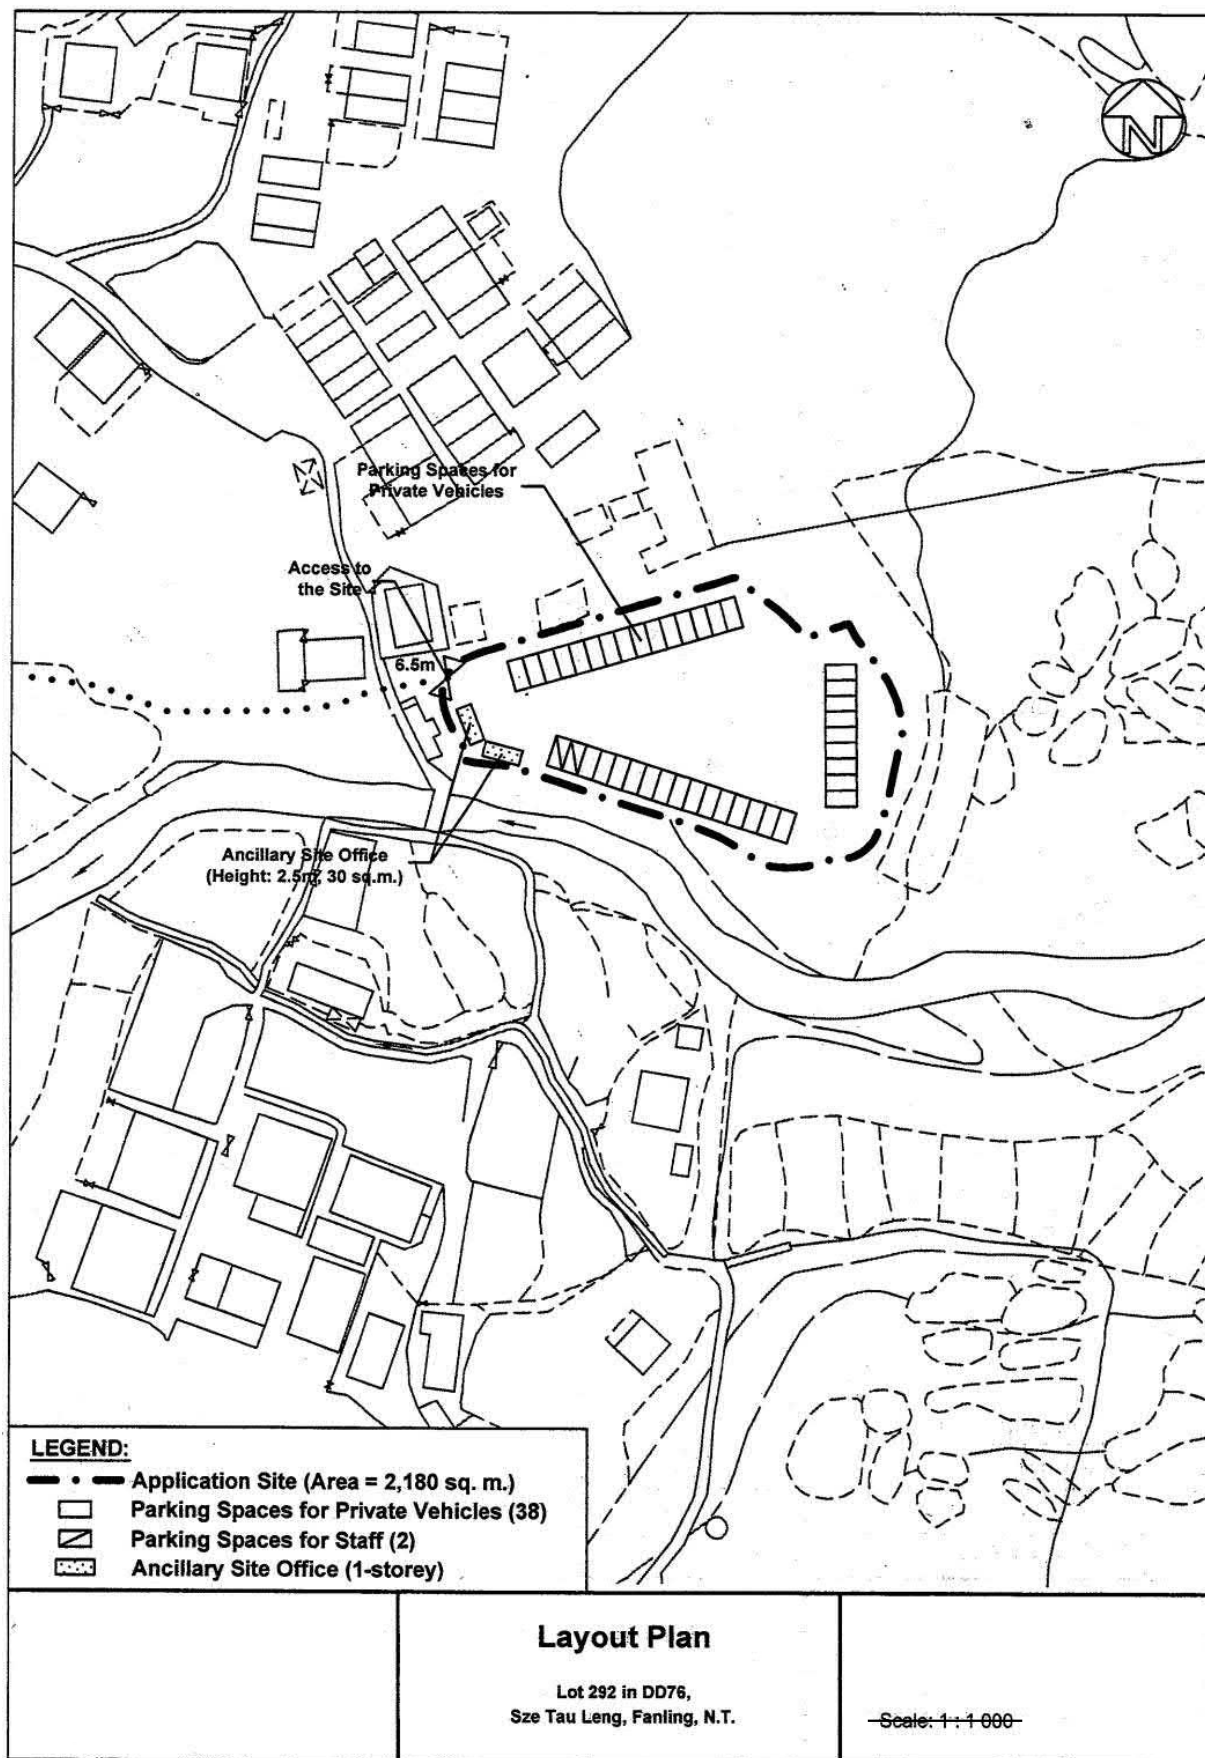 N
Parking Spaces for
Private Vehicles
Access to
the Site
6.5m
Ancillary Site Office
(Height: 2.5m, 30 sq.m.)
LEGEND:
Application Site (Area = 2,180 sq. m.)
Parking Spaces for Private Vehicles (38)
Parking Spaces for Staff (2)
Ancillary Site Office (1-storey)
Layout Plan
Lot 292 in DD76,
Sze Tau Leng, Fanling, N.T.
Scale: 1 : 1 000